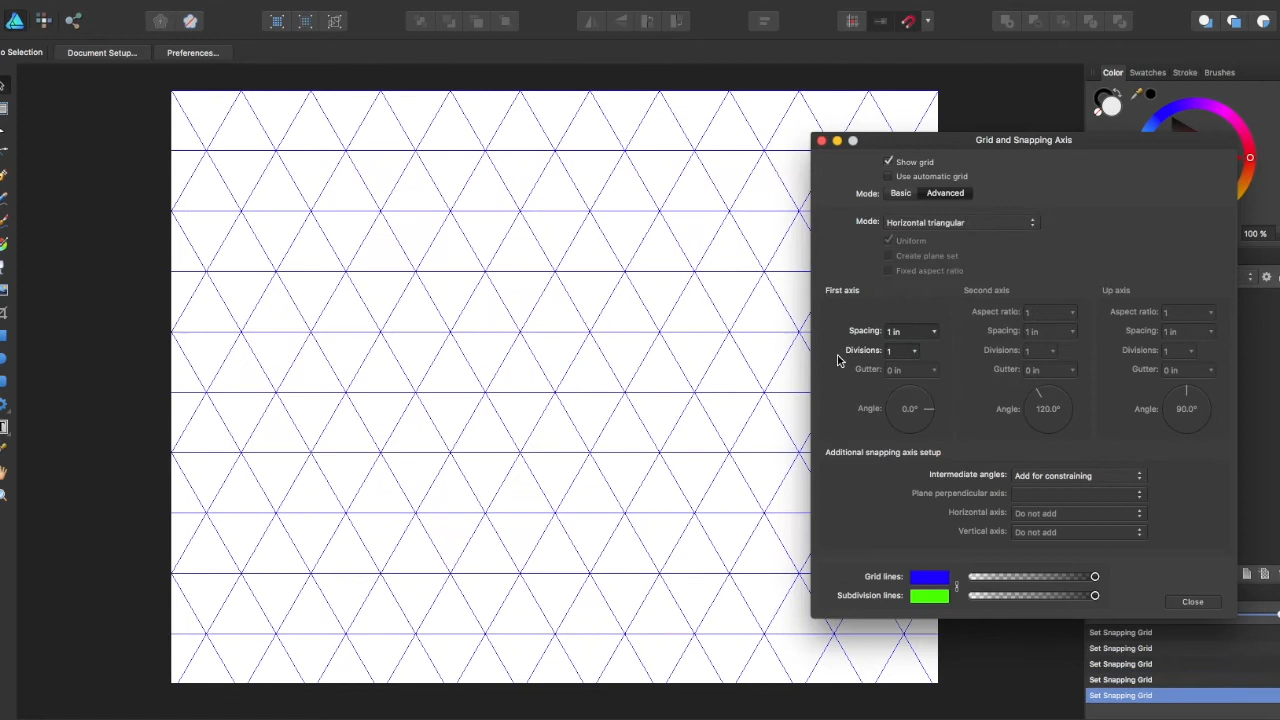 o Selection
Document Setup...
Preferences...
Color
Swatches
Stroke
Brushes
Grid and Snapping Axis
Show grid
Use automatic grid
Mode:
Basic
Advanced
100 %
Mode:
Horizontal triangular
Uniform
Create plane set
Fixed aspect ratio
First axis
Second axis
Up axis
Aspect ratio: 1
Aspect ratio: 1
Spacing: 1 in
Spacing: 1 in
Spacing: 1 in
Divisions: 1
Divisions: 1
Divisions: 1
Gutter: 0 in
Gutter: 0 in
Gutter: 0 in
Angle: 0.0°
Angle: 120.0°
Angle: 90.0°
Additional snapping axis setup
Intermediate angles: Add for constraining
Plane perpendicular axis:
Horizontal axis: Do not add
Vertical axis: Do not add
Grid lines:
Subdivision lines:
Close
Set Snapping Grid
Set Snapping Grid
Set Snapping Grid
Set Snapping Grid
Set Snapping Grid